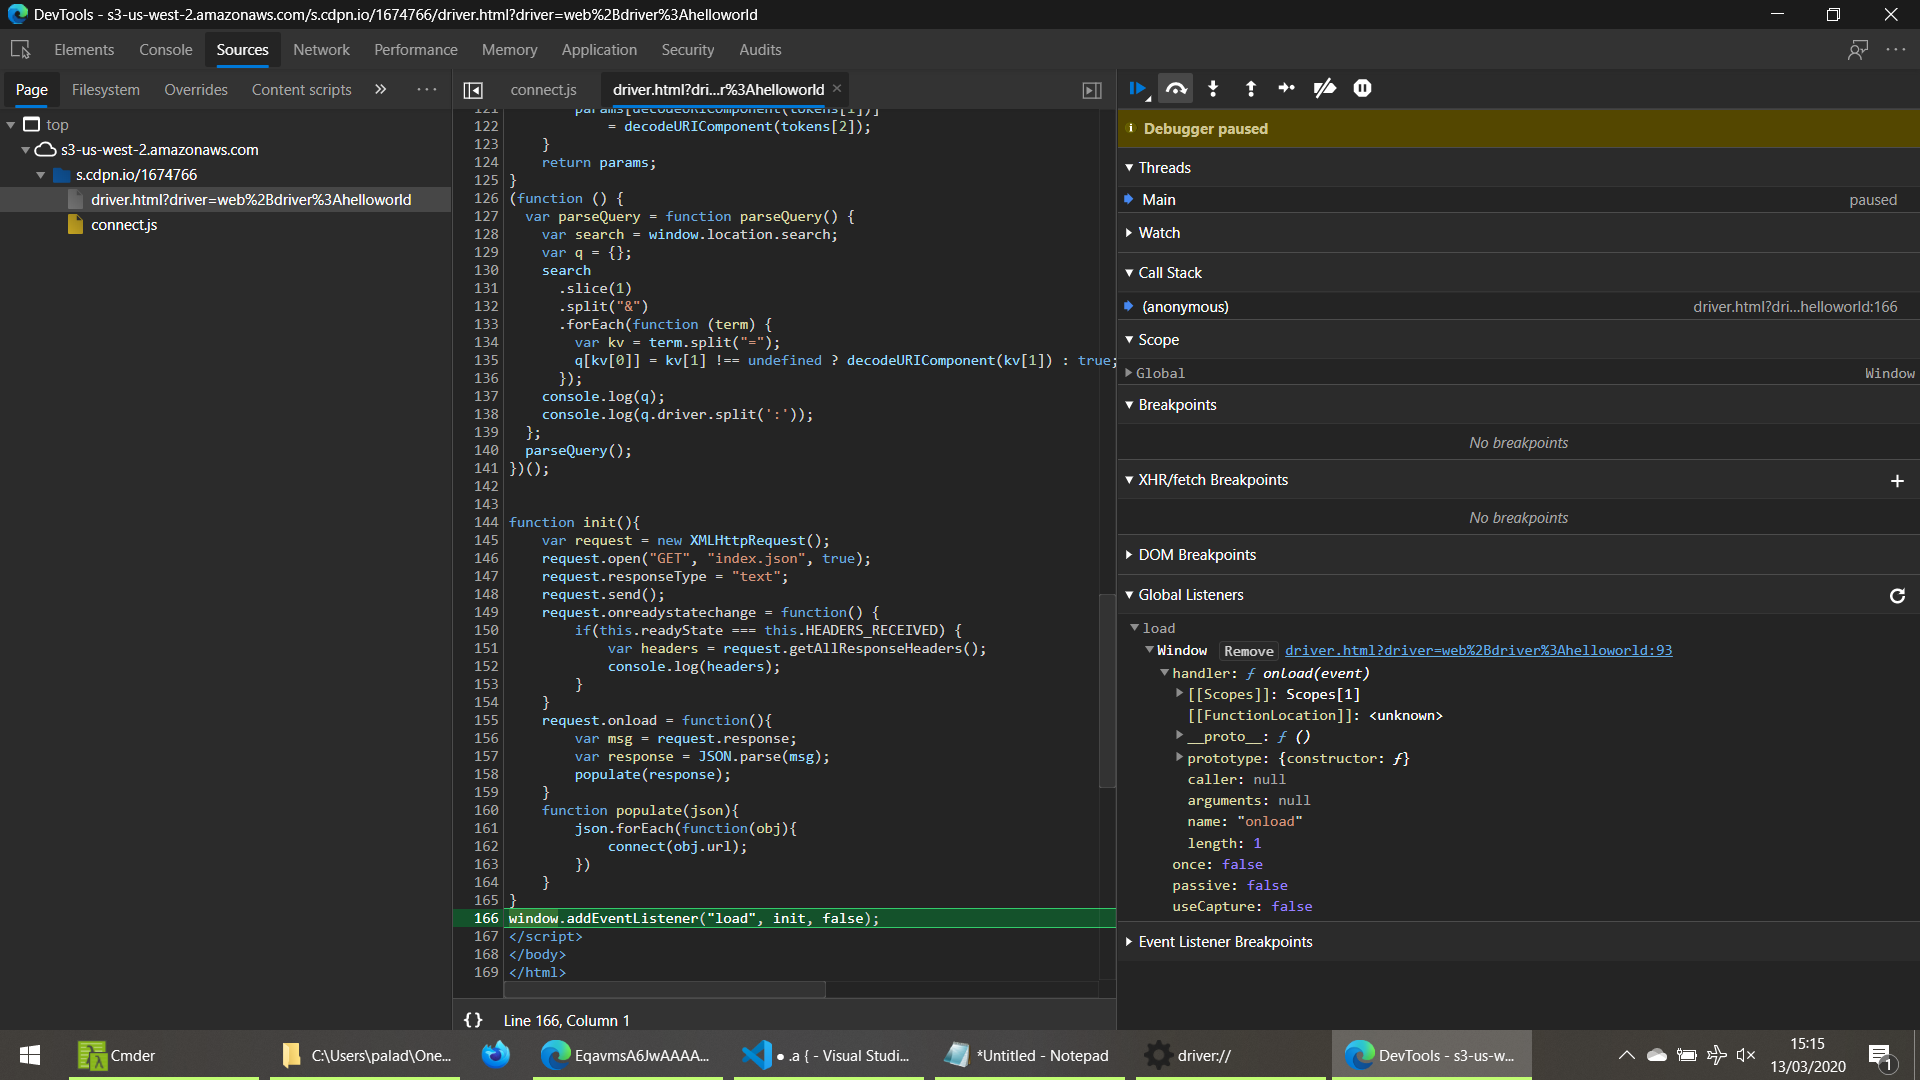 DevTools - s3-us-west-2.amazonaws.com/s.cdpn.io/1674766/driver.html?driver=web%2Bdriver%3Ahelloworld
Elements Console Sources Network Performance Memory Application Security Audits
Page Filesystem Overrides Content scripts » ···
connect.js driver.html?dri...r%3Ahelloworld ×
top
s3-us-west-2.amazonaws.com
s.cdpn.io/1674766
driver.html?driver=web%2Bdriver%3Ahelloworld
connect.js
121 params[decodeURIComponent(tokens[1])]
122 = decodeURIComponent(tokens[2]);
123 }
124 return params;
125 }
126 (function () {
127 var parseQuery = function parseQuery() {
128 var search = window.location.search;
129 var q = {};
130 search
131 .slice(1)
132 .split("&")
133 .forEach(function (term) {
134 var kv = term.split("=");
135 q[kv[0]] = kv[1] !== undefined ? decodeURIComponent(kv[1]) : true;
136 });
137 console.log(q);
138 console.log(q.driver.split(':'));
139 };
140 parseQuery();
141 })();
142
143
144 function init(){
145 var request = new XMLHttpRequest();
146 request.open("GET", "index.json", true);
147 request.responseType = "text";
148 request.send();
149 request.onreadystatechange = function() {
150 if(this.readyState === this.HEADERS_RECEIVED) {
151 var headers = request.getAllResponseHeaders();
152 console.log(headers);
153 }
154 }
155 request.onload = function(){
156 var msg = request.response;
157 var response = JSON.parse(msg);
158 populate(response);
159 }
160 function populate(json){
161 json.forEach(function(obj){
162 connect(obj.url);
163 })
164 }
165 }
166 window.addEventListener("load", init, false);
167 </script>
168 </body>
169 </html>
{} Line 166, Column 1
Debugger paused
Threads
Main paused
Watch
Call Stack
(anonymous) driver.html?dri...helloworld:166
Scope
Global Window
Breakpoints
No breakpoints
XHR/fetch Breakpoints +
No breakpoints
DOM Breakpoints
Global Listeners
load
Window Remove driver.html?driver=web%2Bdriver%3Ahelloworld:93
handler: ƒ onload(event)
[[Scopes]]: Scopes[1]
[[FunctionLocation]]: <unknown>
__proto__: ƒ ()
prototype: {constructor: ƒ}
caller: null
arguments: null
name: "onload"
length: 1
once: false
passive: false
useCapture: false
Event Listener Breakpoints
Cmder
C:\Users\palad\One...
EqavmsA6JwAAAA...
● .a { - Visual Studi...
*Untitled - Notepad
driver://
DevTools - s3-us-w...
15:15
13/03/2020
1